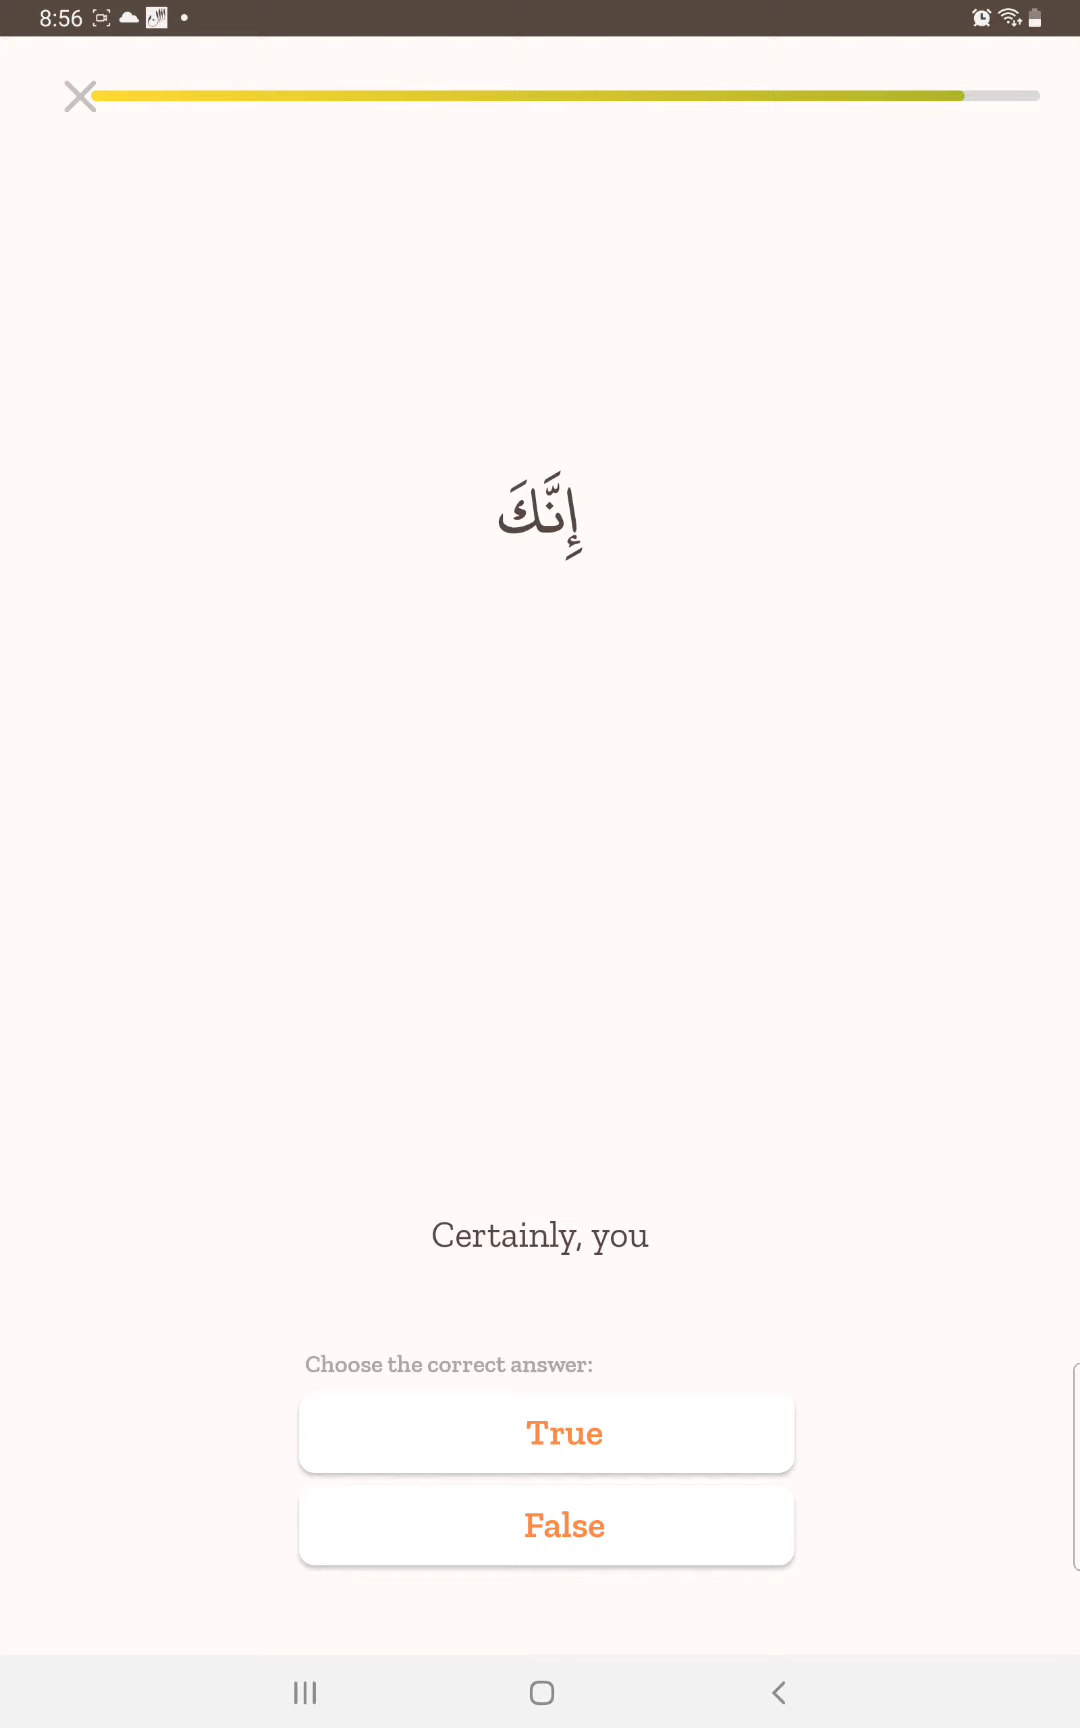 8:56
إِنَّكَ
Certainly, you
Choose the correct answer:
True
False